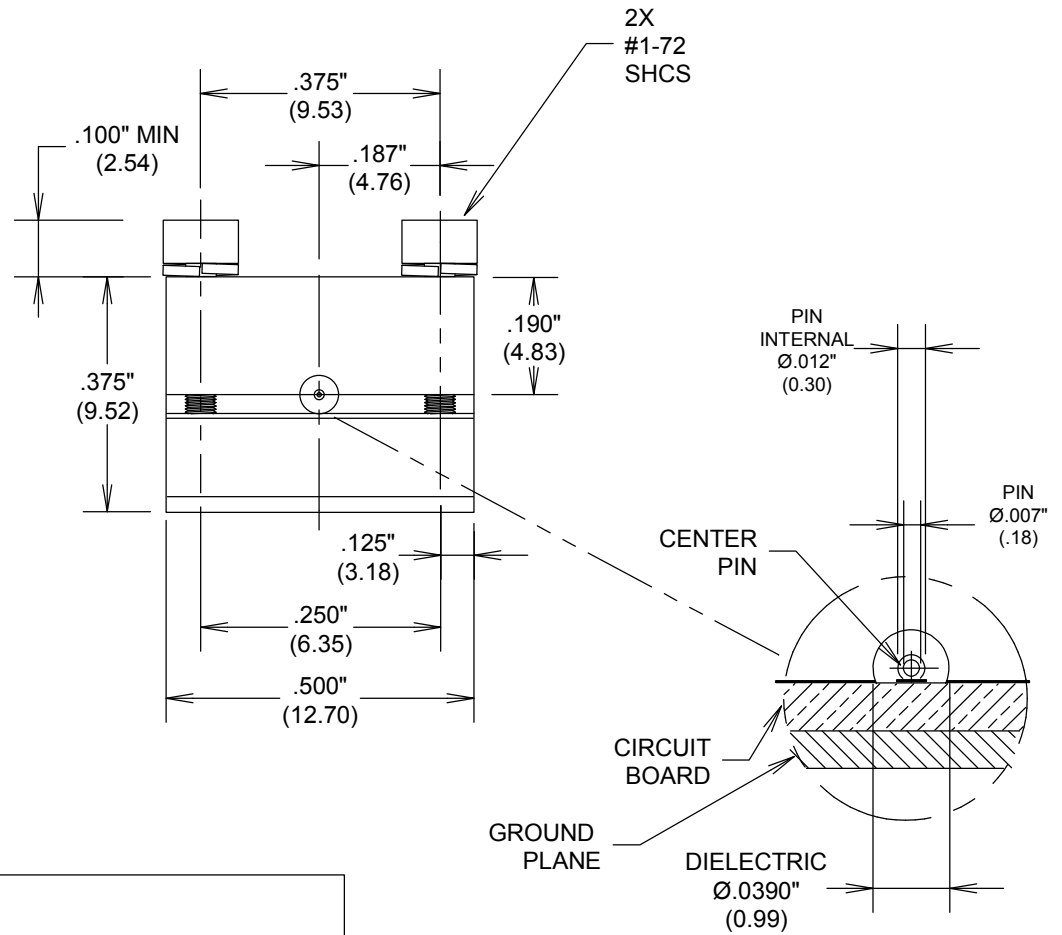 2X
#1-72
SHCS
.375"
(9.53)
.100" MIN
(2.54)
.187"
(4.76)
.190"
(4.83)
.375"
(9.52)
.125"
(3.18)
.250"
(6.35)
.500"
(12.70)
PIN
INTERNAL
Ø.012"
(0.30)
PIN
Ø.007"
(.18)
CENTER
PIN
CIRCUIT
BOARD
GROUND
PLANE
DIELECTRIC
Ø.0390"
(0.99)